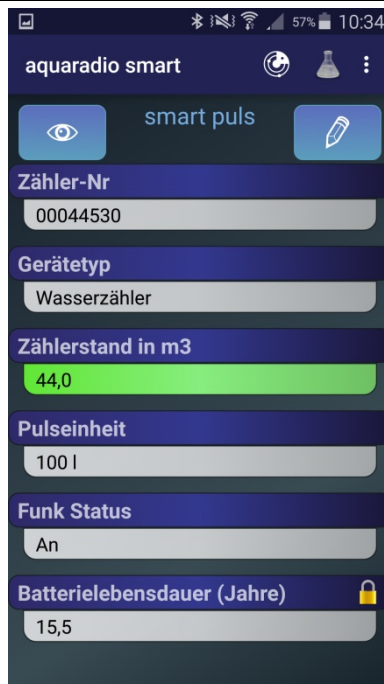 57% 10:34
aquaradio smart
smart puls
Zähler-Nr
00044530
Gerätetyp
Wasserzähler
Zählerstand in m3
44,0
Pulseinheit
100 l
Funk Status
An
Batterielebensdauer (Jahre)
15,5